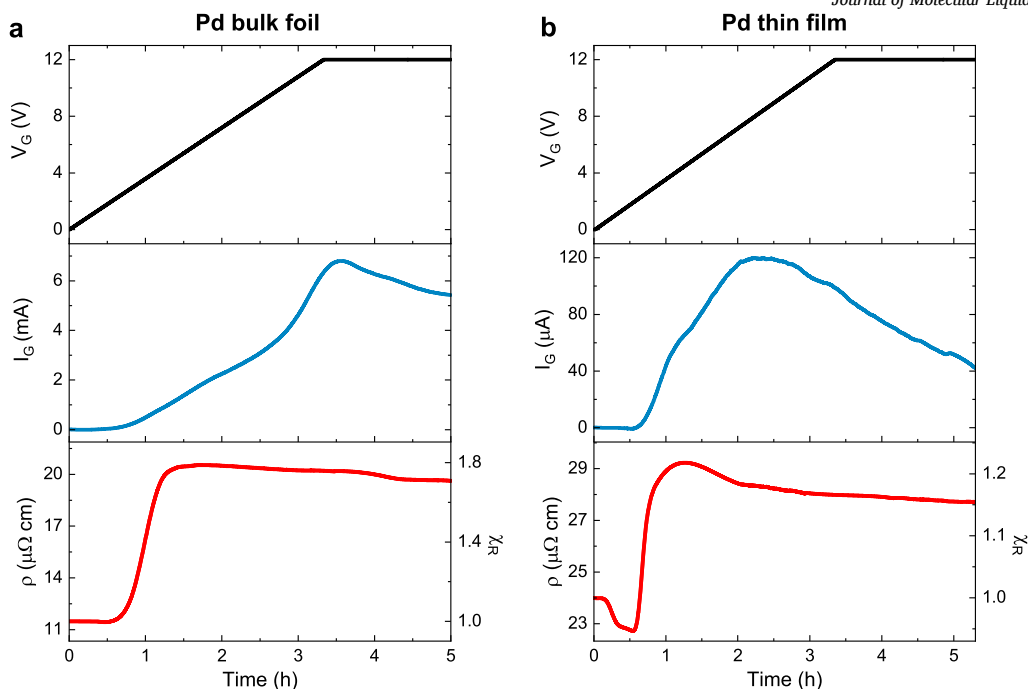 Journal of Molecular
a
Pd bulk foil
b
Pd thin film
12
8
4
0
V_G (V)
12
8
4
0
V_G (V)
6
4
2
0
I_G (mA)
120
80
40
0
I_G (μA)
20
17
14
11
ρ (μΩ cm)
1.8
1.4
1.0
χ_R
29
28
26
24
23
ρ (μΩ cm)
1.2
1.1
1.0
χ_R
0 1 2 3 4 5
Time (h)
0 1 2 3 4 5
Time (h)